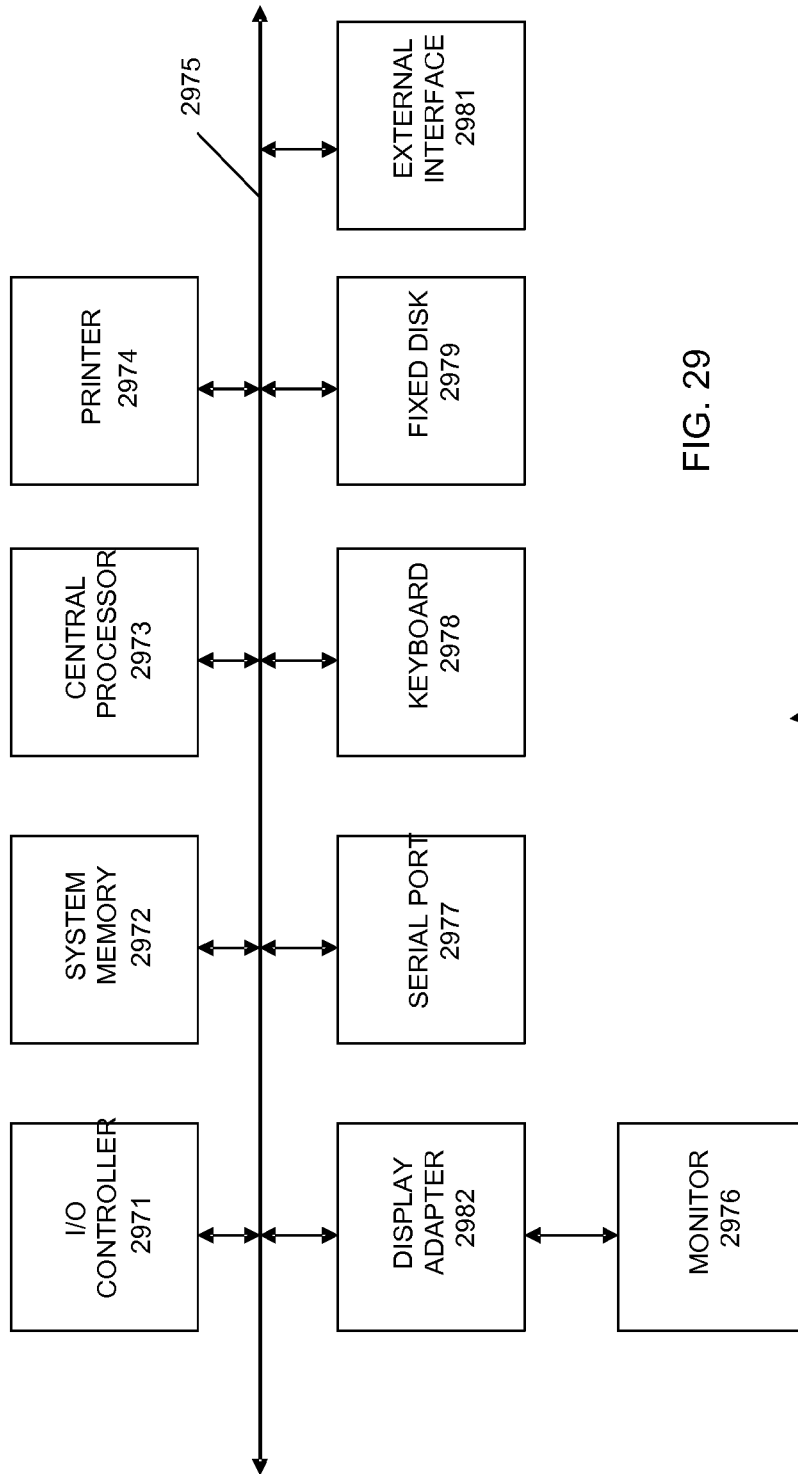 I/O
CONTROLLER
2971
SYSTEM
MEMORY
2972
CENTRAL
PROCESSOR
2973
PRINTER
2974
2975
DISPLAY
ADAPTER
2982
SERIAL PORT
2977
KEYBOARD
2978
FIXED DISK
2979
EXTERNAL
INTERFACE
2981
MONITOR
2976
FIG. 29